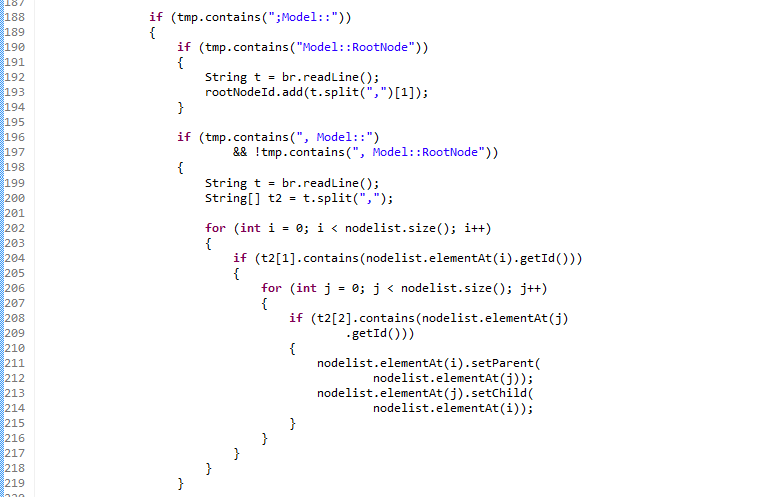 187
188 if (tmp.contains(";Model::"))
189 {
190 if (tmp.contains("Model::RootNode"))
191 {
192 String t = br.readLine();
193 rootNodeId.add(t.split(",")[1]);
194 }
195
196 if (tmp.contains(", Model::")
197 && !tmp.contains(", Model::RootNode"))
198 {
199 String t = br.readLine();
200 String[] t2 = t.split(",");
201
202 for (int i = 0; i < nodelist.size(); i++)
203 {
204 if (t2[1].contains(nodelist.elementAt(i).getId()))
205 {
206 for (int j = 0; j < nodelist.size(); j++)
207 {
208 if (t2[2].contains(nodelist.elementAt(j)
209 .getId()))
210 {
211 nodelist.elementAt(i).setParent(
212 nodelist.elementAt(j));
213 nodelist.elementAt(j).setChild(
214 nodelist.elementAt(i));
215 }
216 }
217 }
218 }
219 }